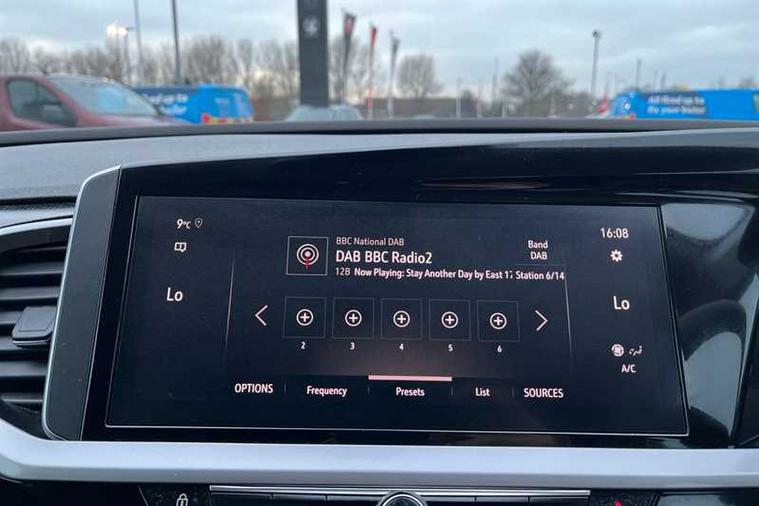 9°C
16:08
BBC National DAB
DAB BBC Radio2
12B Now Playing: Stay Another Day by East 17 Station 6/14
Band
DAB
Lo
Lo
2 3 4 5 6
A/C
OPTIONS Frequency Presets List SOURCES